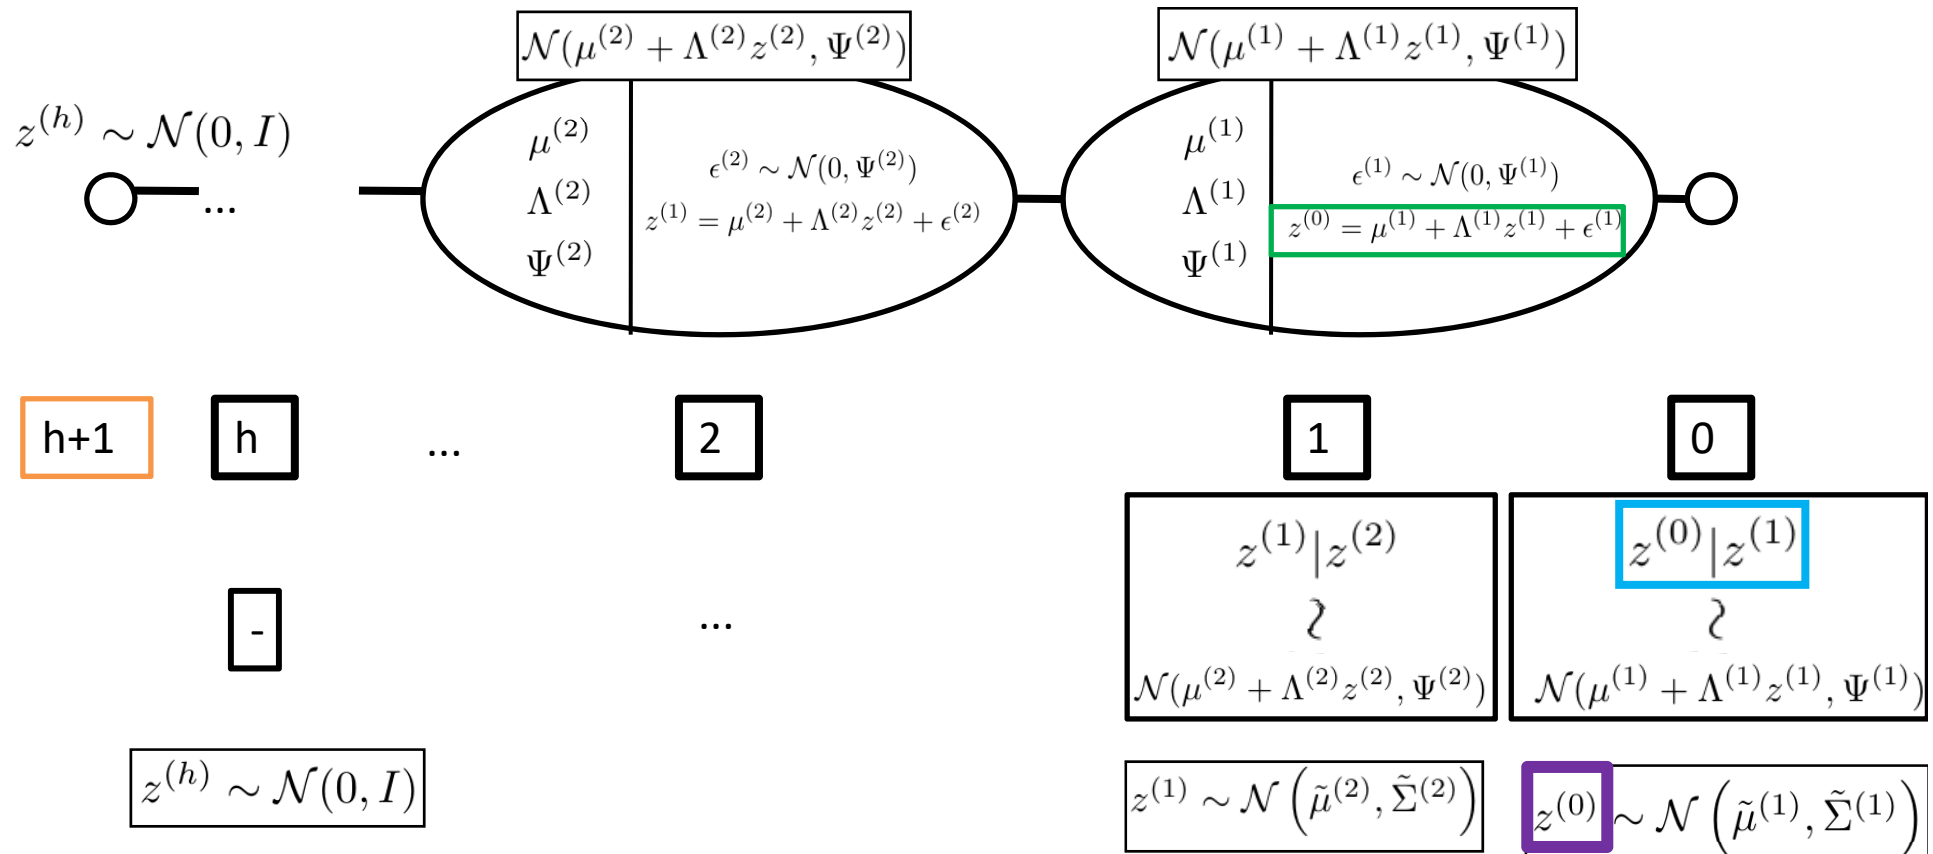 𝒩(μ^(2) + Λ^(2)z^(2), Ψ^(2))
𝒩(μ^(1) + Λ^(1)z^(1), Ψ^(1))
z^(h) ∼ 𝒩(0, I)
...
μ^(2)
Λ^(2)
Ψ^(2)
ϵ^(2) ∼ 𝒩(0, Ψ^(2))
z^(1) = μ^(2) + Λ^(2)z^(2) + ϵ^(2)
μ^(1)
Λ^(1)
Ψ^(1)
ϵ^(1) ∼ 𝒩(0, Ψ^(1))
z^(0) = μ^(1) + Λ^(1)z^(1) + ϵ^(1)
h+1
h
...
2
1
0
-
...
z^(1)|z^(2)
∼
𝒩(μ^(2) + Λ^(2)z^(2), Ψ^(2))
z^(0)|z^(1)
∼
𝒩(μ^(1) + Λ^(1)z^(1), Ψ^(1))
z^(h) ∼ 𝒩(0, I)
z^(1) ∼ 𝒩(μ̃^(2), Σ̃^(2))
z^(0) ∼ 𝒩(μ̃^(1), Σ̃^(1))